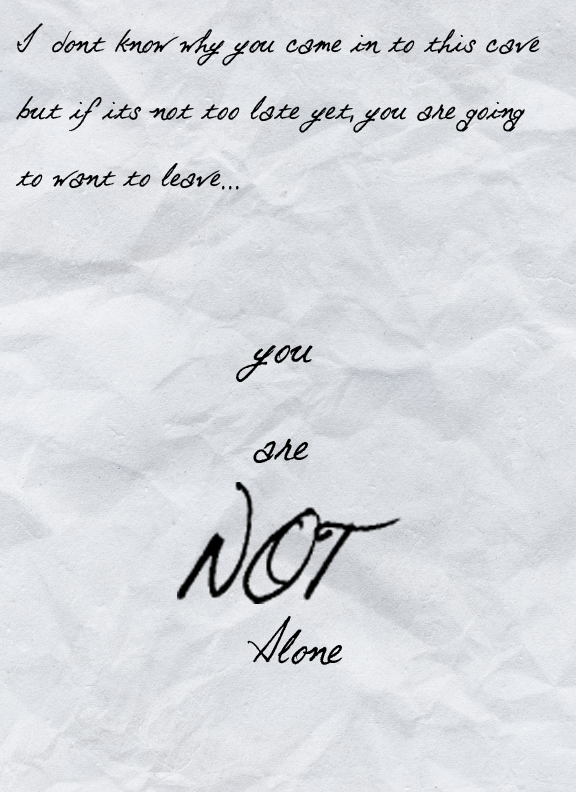 I dont know why you came in to this cave
but if its not too late yet, you are going
to want to leave...
you
are
NOT
Alone